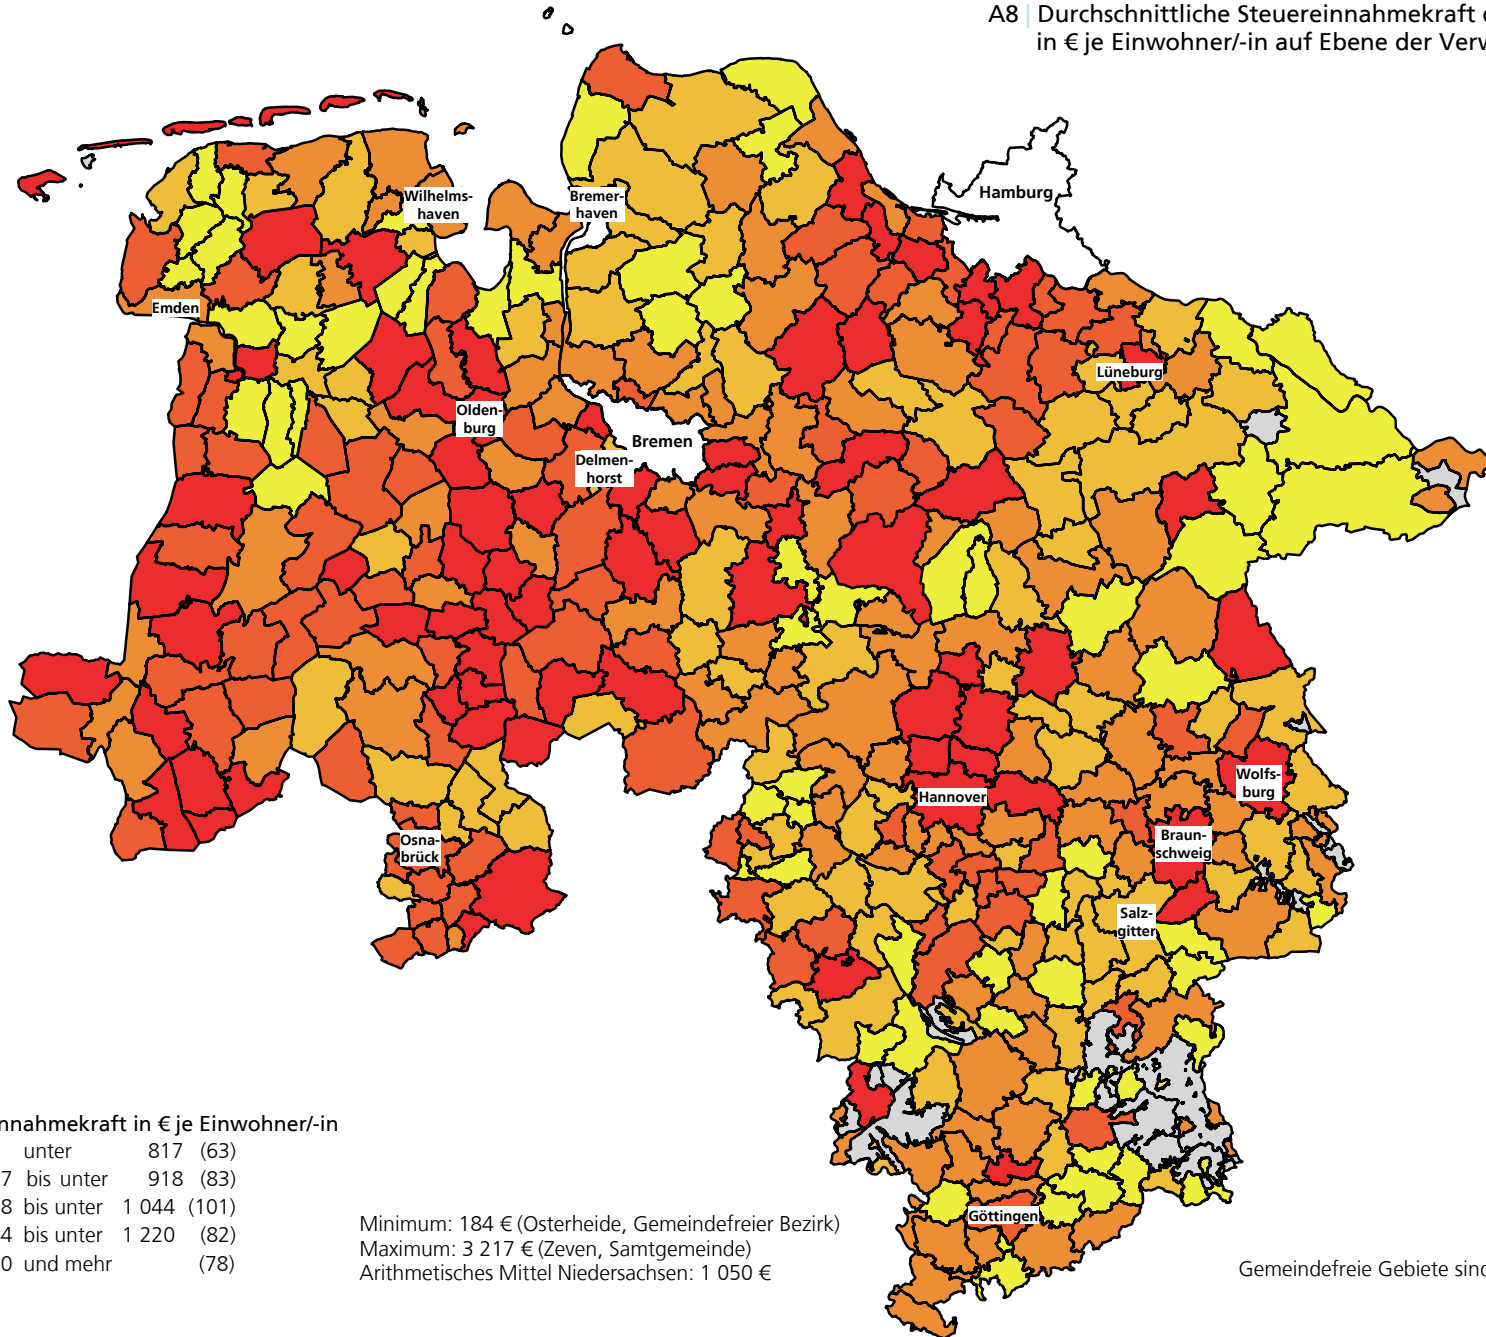 A8 | Durchschnittliche Steuereinnahmekraft
in € je Einwohner/-in auf Ebene der
Hamburg
Wilhelms-
haven
Bremer-
haven
Emden
Lüneburg
Olden-
burg
Bremen
Delmen-
horst
Wolfs-
burg
Hannover
Osna-
brück
Braun-
schweig
Salz-
gitter
Göttingen
nnahmekraft in € je Einwohner/-in
unter 817 (63)
7 bis unter 918 (83)
8 bis unter 1 044 (101)
4 bis unter 1 220 (82)
0 und mehr (78)
Minimum: 184 € (Osterheide, Gemeindefreier Bezirk)
Maximum: 3 217 € (Zeven, Samtgemeinde)
Arithmetisches Mittel Niedersachsen: 1 050 €
Gemeindefreie Gebiete sind